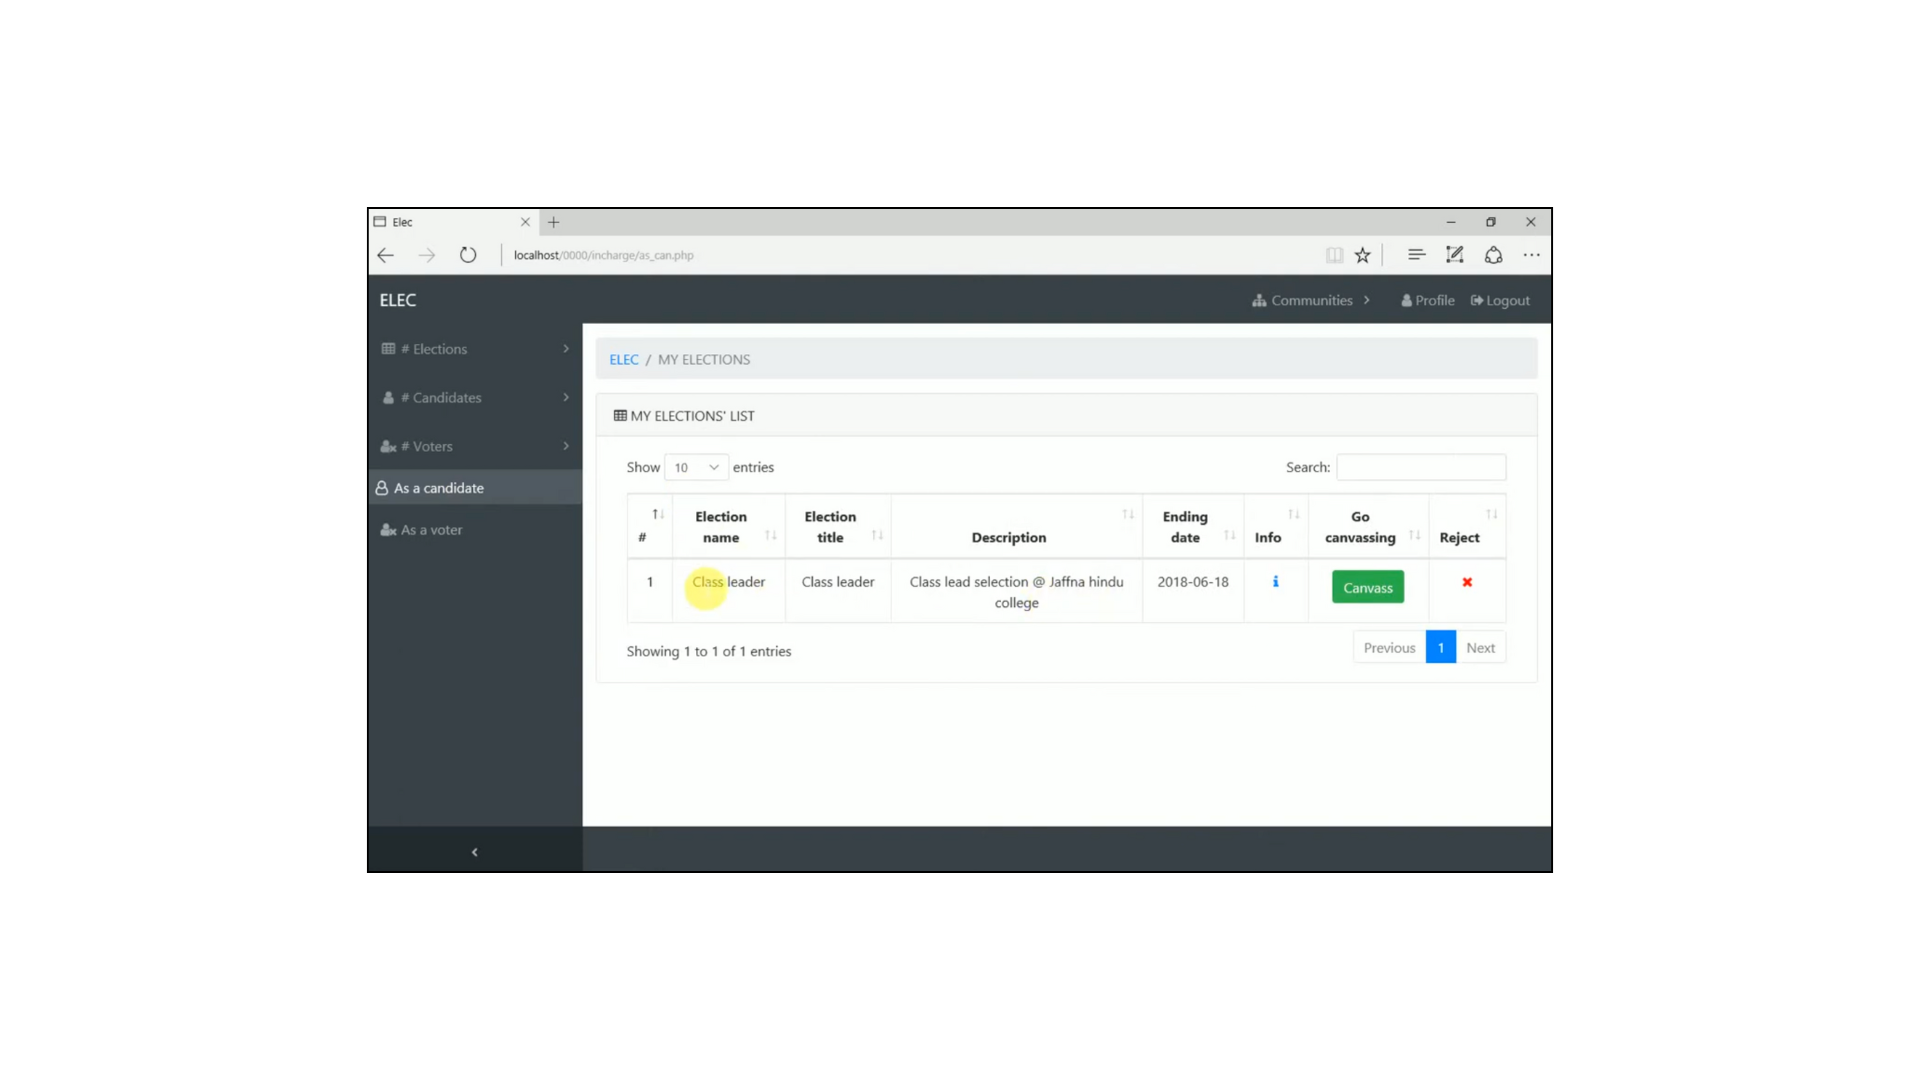 Elec
localhost/0000/incharge/as_can.php
ELEC
Communities
Profile
Logout
# Elections
# Candidates
# Voters
As a candidate
As a voter
ELEC / MY ELECTIONS
MY ELECTIONS' LIST
Show 10 entries
Search:
#
Election name
Election title
Description
Ending date
Info
Go canvassing
Reject
1
Class leader
Class leader
Class lead selection @ Jaffna hindu
college
2018-06-18
Canvass
Showing 1 to 1 of 1 entries
Previous 1 Next